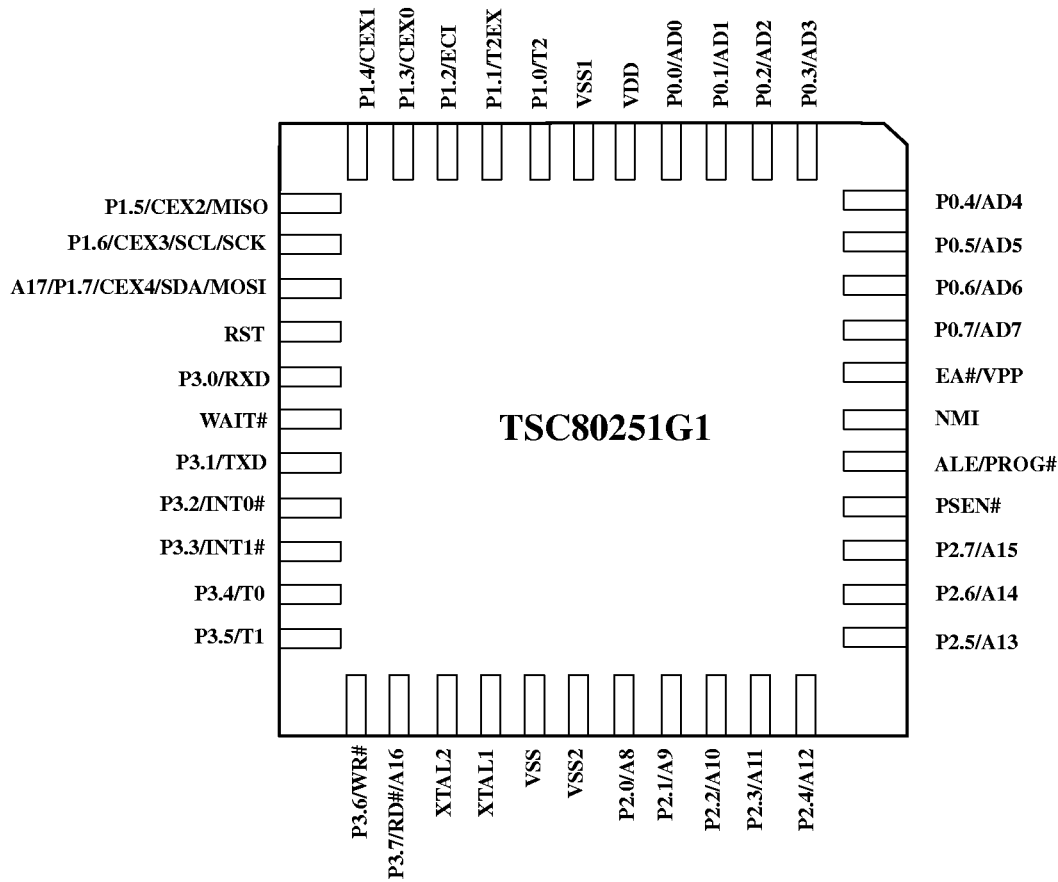 P1.4/CEX1
P1.3/CEX0
P1.2/ECI
P1.1/T2EX
P1.0/T2
VSS1
VDD
P0.0/AD0
P0.1/AD1
P0.2/AD2
P0.3/AD3
P1.5/CEX2/MISO
P1.6/CEX3/SCL/SCK
A17/P1.7/CEX4/SDA/MOSI
RST
P3.0/RXD
WAIT#
P3.1/TXD
P3.2/INT0#
P3.3/INT1#
P3.4/T0
P3.5/T1
TSC80251G1
P0.4/AD4
P0.5/AD5
P0.6/AD6
P0.7/AD7
EA#/VPP
NMI
ALE/PROG#
PSEN#
P2.7/A15
P2.6/A14
P2.5/A13
P3.6/WR#
P3.7/RD#/A16
XTAL2
XTAL1
VSS
VSS2
P2.0/A8
P2.1/A9
P2.2/A10
P2.3/A11
P2.4/A12